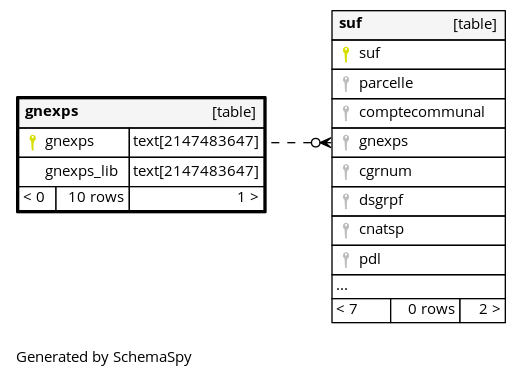 gnexps [table]
gnexps text[2147483647]
gnexps_lib text[2147483647]
< 0 10 rows 1 >
suf [table]
suf
parcelle
comptecommunal
gnexps
cgrnum
dsgrpf
cnatsp
pdl
...
< 7 0 rows 2 >
Generated by SchemaSpy